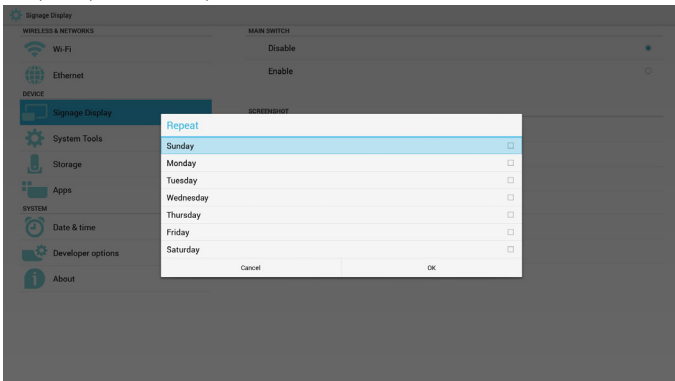 Signage Display
WIRELESS & NETWORKS
Wi-Fi
Ethernet
DEVICE
Signage Display
System Tools
Storage
Apps
SYSTEM
Date & time
Developer options
About
MAIN SWITCH
Disable
Enable
SCREENSHOT
Repeat
Sunday
Monday
Tuesday
Wednesday
Thursday
Friday
Saturday
Cancel OK